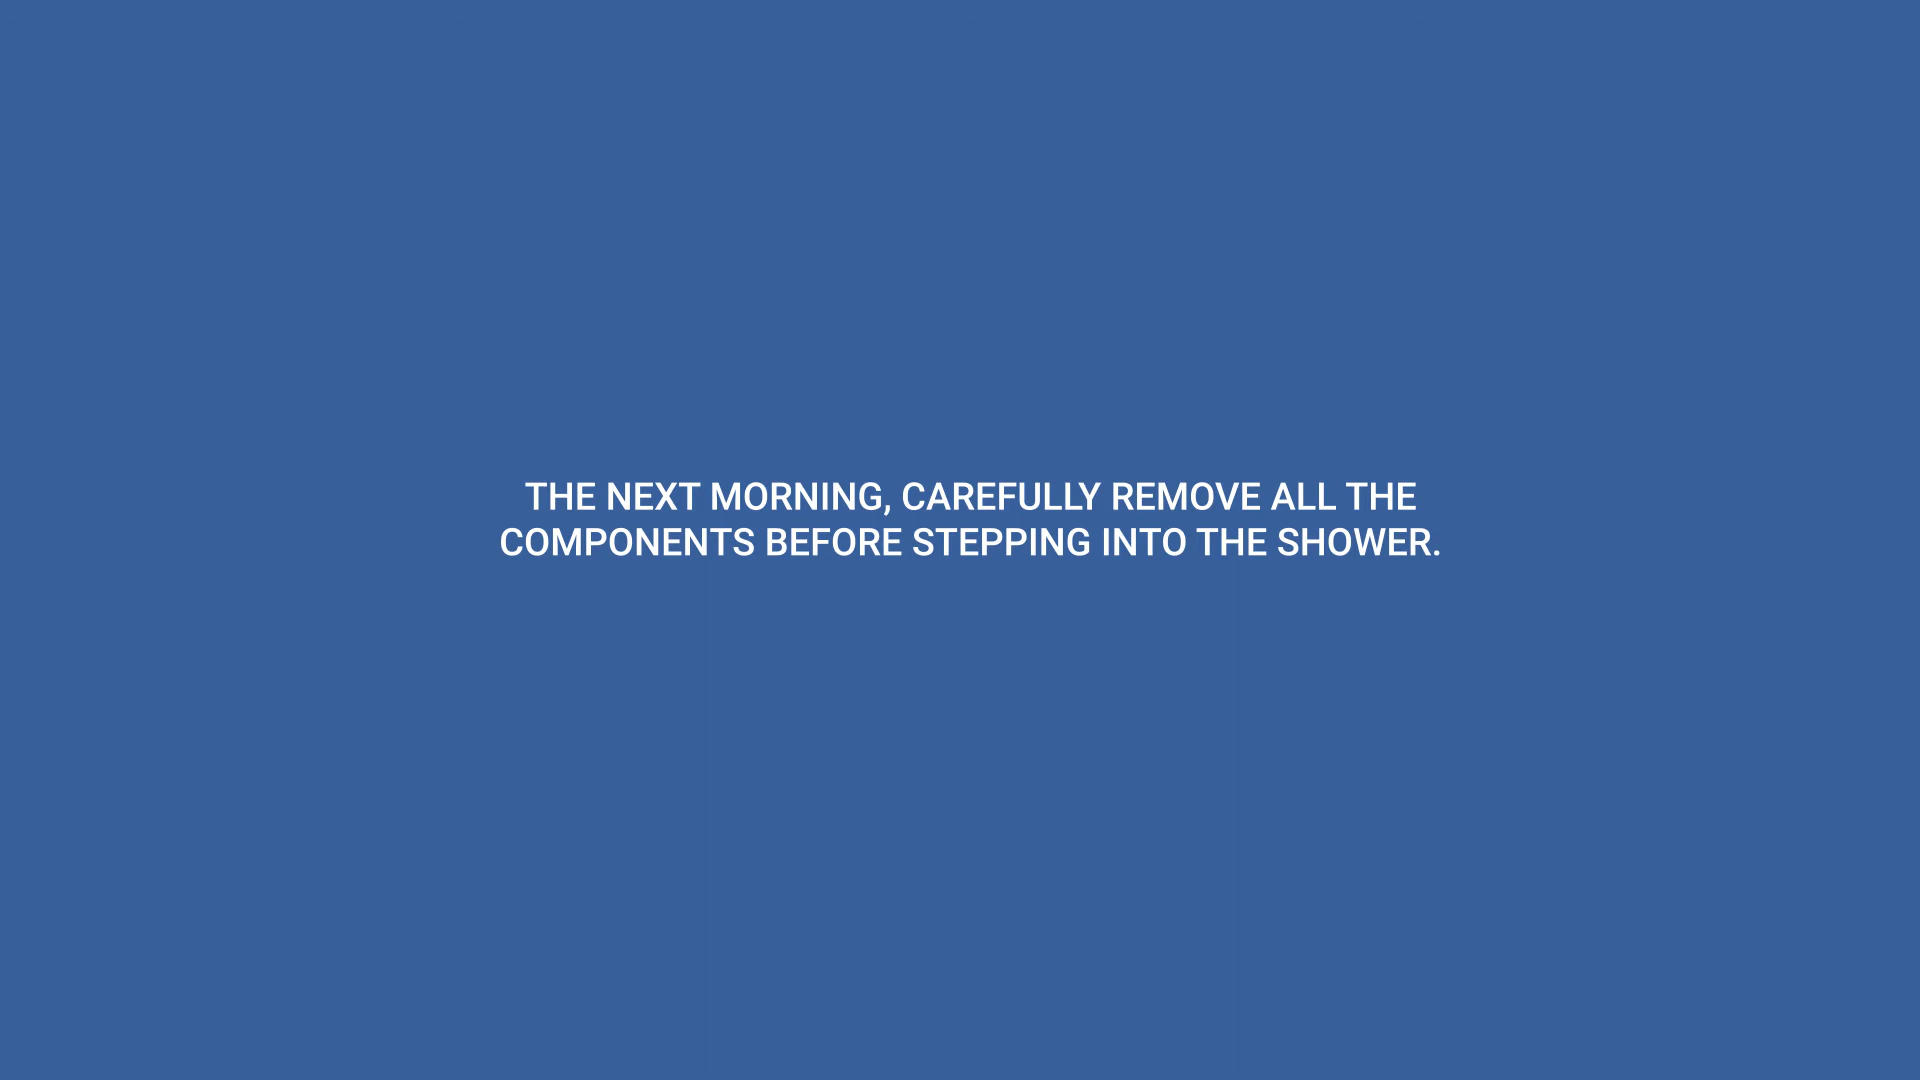 THE NEXT MORNING, CAREFULLY REMOVE ALL THE
COMPONENTS BEFORE STEPPING INTO THE SHOWER.